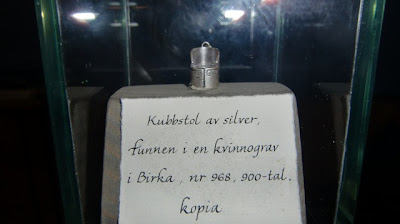 Kubbstol av silver,
funnen i en kvinnograv
i Birka, nr 968, 900-tal.
kopia